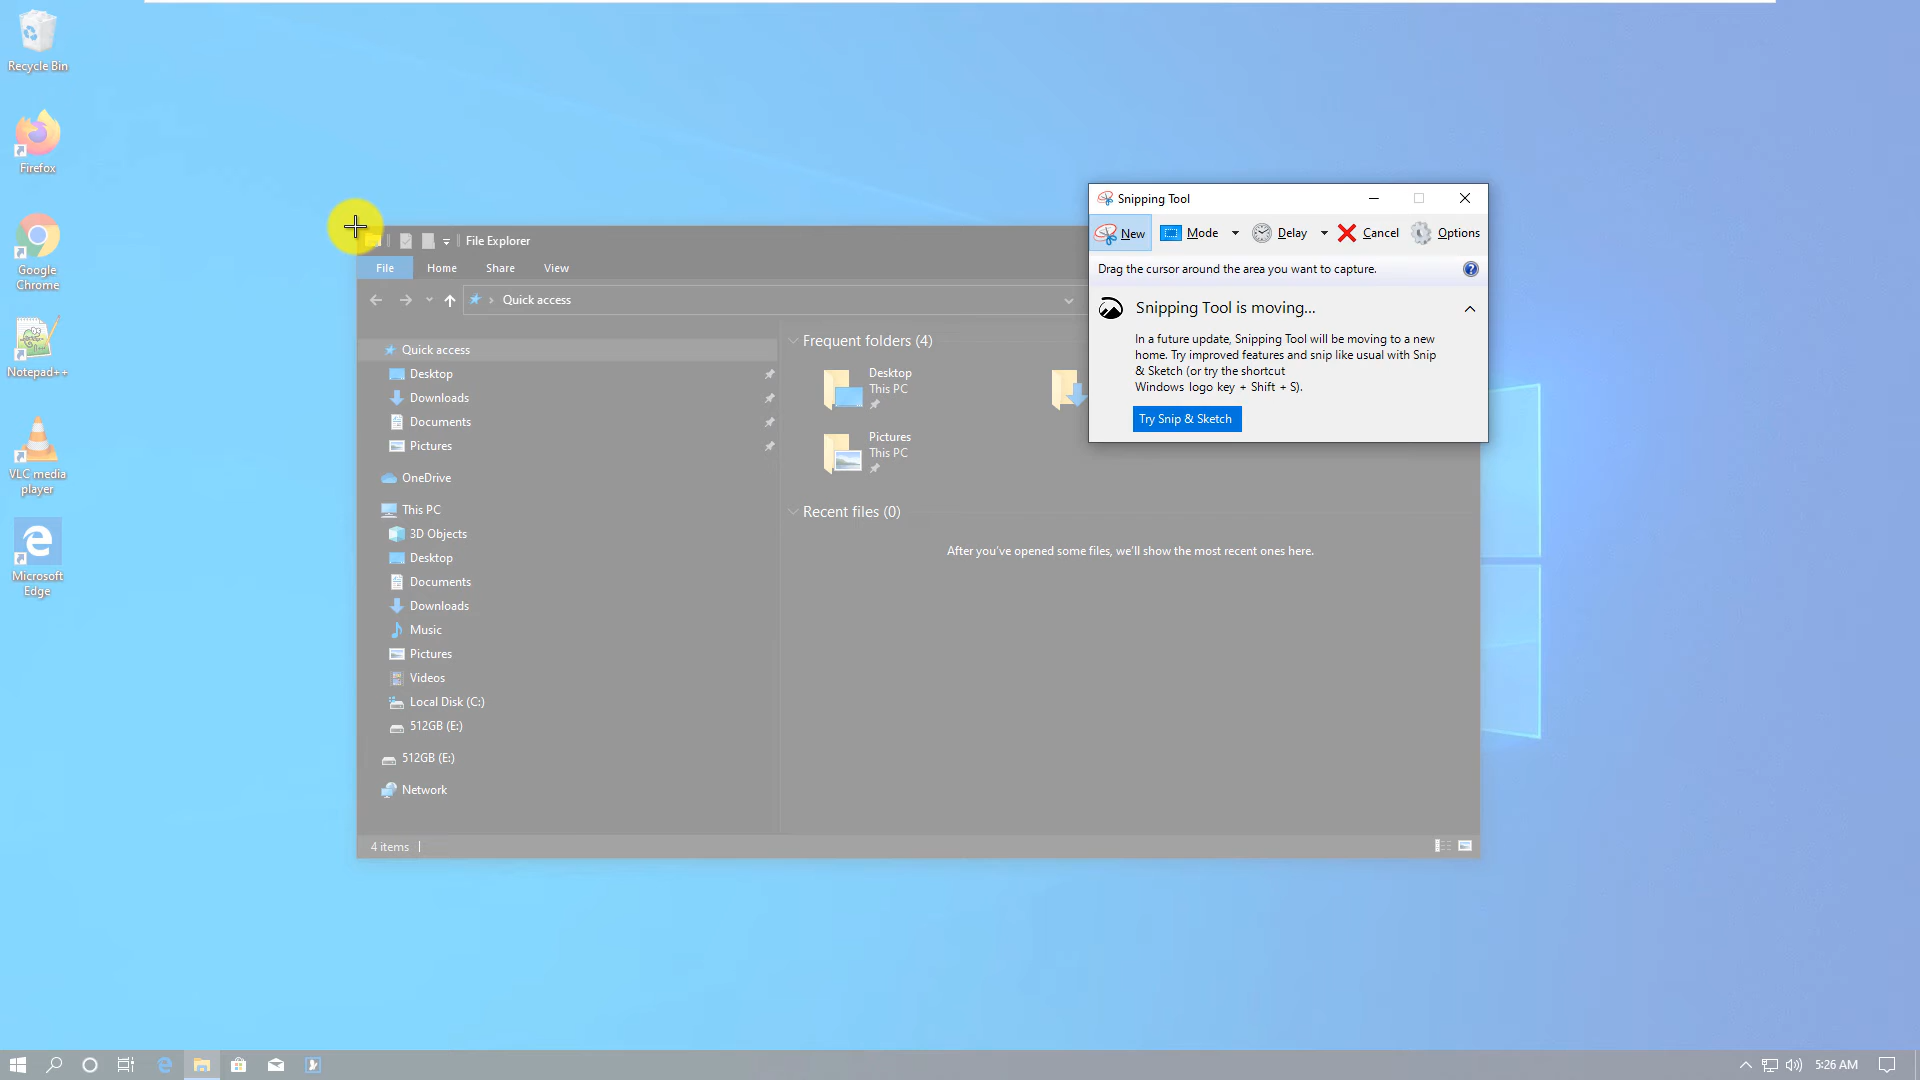 Recycle Bin
Firefox
Google
Chrome
Notepad++
VLC media
player
Microsoft
Edge
File Explorer
File
Home
Share
View
Quick access
Quick access
Desktop
Downloads
Documents
Pictures
OneDrive
This PC
3D Objects
Desktop
Documents
Downloads
Music
Pictures
Videos
Local Disk (C:)
512GB (E:)
512GB (E:)
Network
4 items
Frequent folders (4)
Desktop
This PC
Pictures
This PC
Recent files (0)
After you've opened some files, we'll show the most recent ones here.
Snipping Tool
New
Mode
Delay
Cancel
Options
Drag the cursor around the area you want to capture.
Snipping Tool is moving...
In a future update, Snipping Tool will be moving to a new
home. Try improved features and snip like usual with Snip
& Sketch (or try the shortcut
Windows logo key + Shift + S).
Try Snip & Sketch
5:26 AM